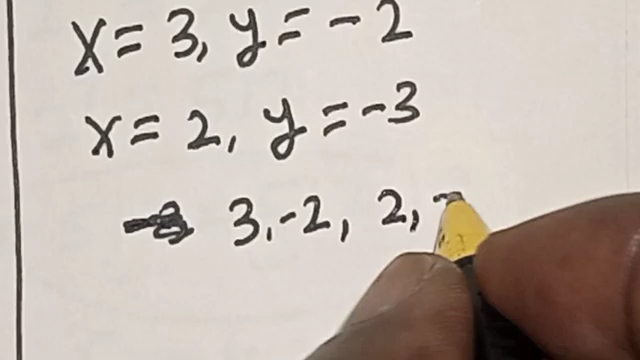 x = 3, y = -2
x = 2, y = -3
3, -2, 2, -